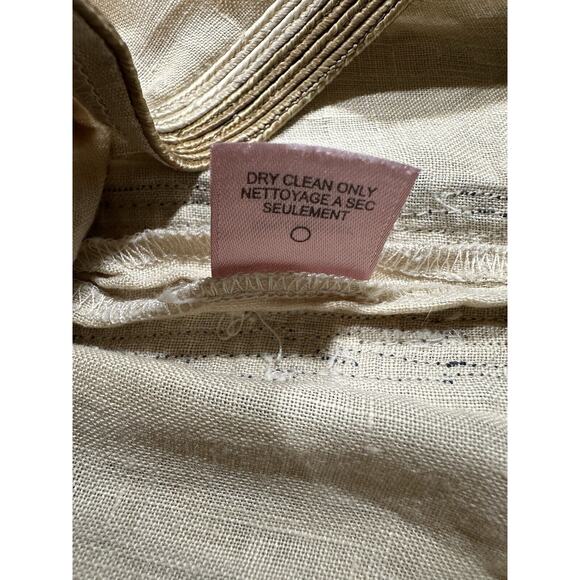 DRY CLEAN ONLY
NETTOYAGE A SEC
SEULEMENT